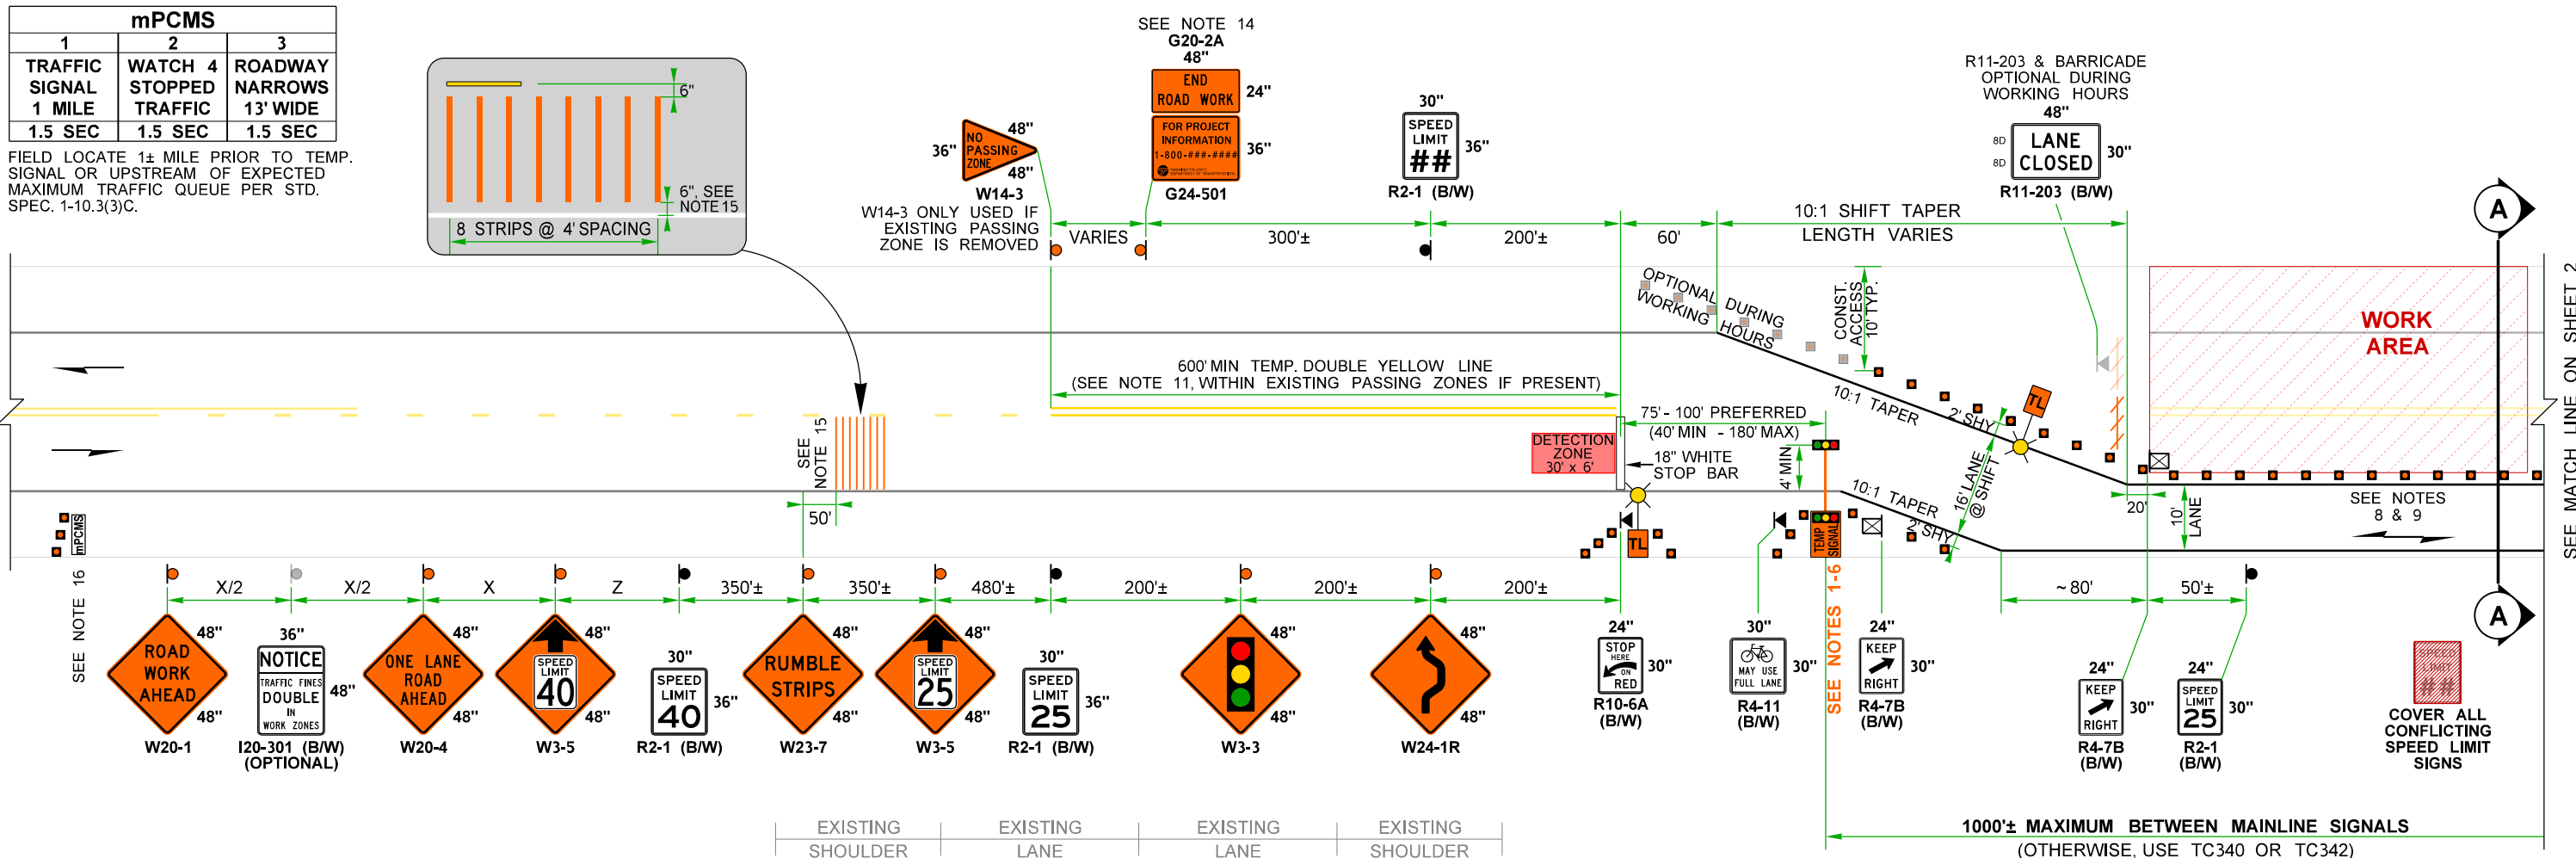 mPCMS
1 2 3
TRAFFIC SIGNAL 1 MILE
WATCH 4 STOPPED TRAFFIC
ROADWAY NARROWS 13' WIDE
1.5 SEC 1.5 SEC 1.5 SEC
FIELD LOCATE 1± MILE PRIOR TO TEMP.
SIGNAL OR UPSTREAM OF EXPECTED
MAXIMUM TRAFFIC QUEUE PER STD.
SPEC. 1-10.3(3)C.
6"
6", SEE
NOTE 15
8 STRIPS @ 4' SPACING
NO
PASSING
ZONE
48"
36"
48"
W14-3
W14-3 ONLY USED IF
EXISTING PASSING
ZONE IS REMOVED
SEE NOTE 14
G20-2A
48"
END
ROAD WORK
24"
FOR PROJECT
INFORMATION
1-800-###-####
36"
G24-501
30"
SPEED
LIMIT
##
36"
R2-1 (B/W)
R11-203 & BARRICADE
OPTIONAL DURING
WORKING HOURS
48"
8D
8D
LANE
CLOSED
30"
R11-203 (B/W)
VARIES
300'±
200'±
60'
10:1 SHIFT TAPER
LENGTH VARIES
A
OPTIONAL DURING
WORKING HOURS
CONST.
ACCESS
10' TYP.
WORK
AREA
SEE MATCH LINE ON SHEET 2
600' MIN TEMP. DOUBLE YELLOW LINE
(SEE NOTE 11, WITHIN EXISTING PASSING ZONES IF PRESENT)
SEE
NOTE 15
50'
DETECTION
ZONE
30' x 6'
75' - 100' PREFERRED
(40' MIN - 180' MAX)
18" WHITE
STOP BAR
4' MIN
10:1 TAPER
2' SHY
TL
16' LANE
@ SHIFT
10:1 TAPER
2' SHY
20'
10'
LANE
SEE NOTES
8 & 9
mPCMS
TL
TEMP
SIGNAL
SEE NOTE 16
X/2
X/2
X
Z
350'±
350'±
480'±
200'±
200'±
200'±
~ 80'
50'±
SEE NOTES 1-6
A
ROAD
WORK
AHEAD
48"
48"
W20-1
36"
NOTICE
TRAFFIC FINES
DOUBLE
IN
WORK ZONES
48"
I20-301 (B/W)
(OPTIONAL)
ONE LANE
ROAD
AHEAD
48"
48"
W20-4
SPEED
LIMIT
40
48"
48"
W3-5
30"
SPEED
LIMIT
40
36"
R2-1 (B/W)
RUMBLE
STRIPS
48"
48"
W23-7
SPEED
LIMIT
25
48"
48"
W3-5
30"
SPEED
LIMIT
25
36"
R2-1 (B/W)
48"
48"
W3-3
48"
48"
W24-1R
24"
STOP
HERE
ON
RED
30"
R10-6A
(B/W)
30"
MAY USE
FULL LANE
30"
R4-11
(B/W)
24"
KEEP
RIGHT
30"
R4-7B
(B/W)
24"
KEEP
RIGHT
30"
R4-7B
(B/W)
24"
SPEED
LIMIT
25
30"
R2-1
(B/W)
SPEED
LIMIT
##
COVER ALL
CONFLICTING
SPEED LIMIT
SIGNS
EXISTING SHOULDER
EXISTING LANE
EXISTING LANE
EXISTING SHOULDER
1000'± MAXIMUM BETWEEN MAINLINE SIGNALS
(OTHERWISE, USE TC340 OR TC342)